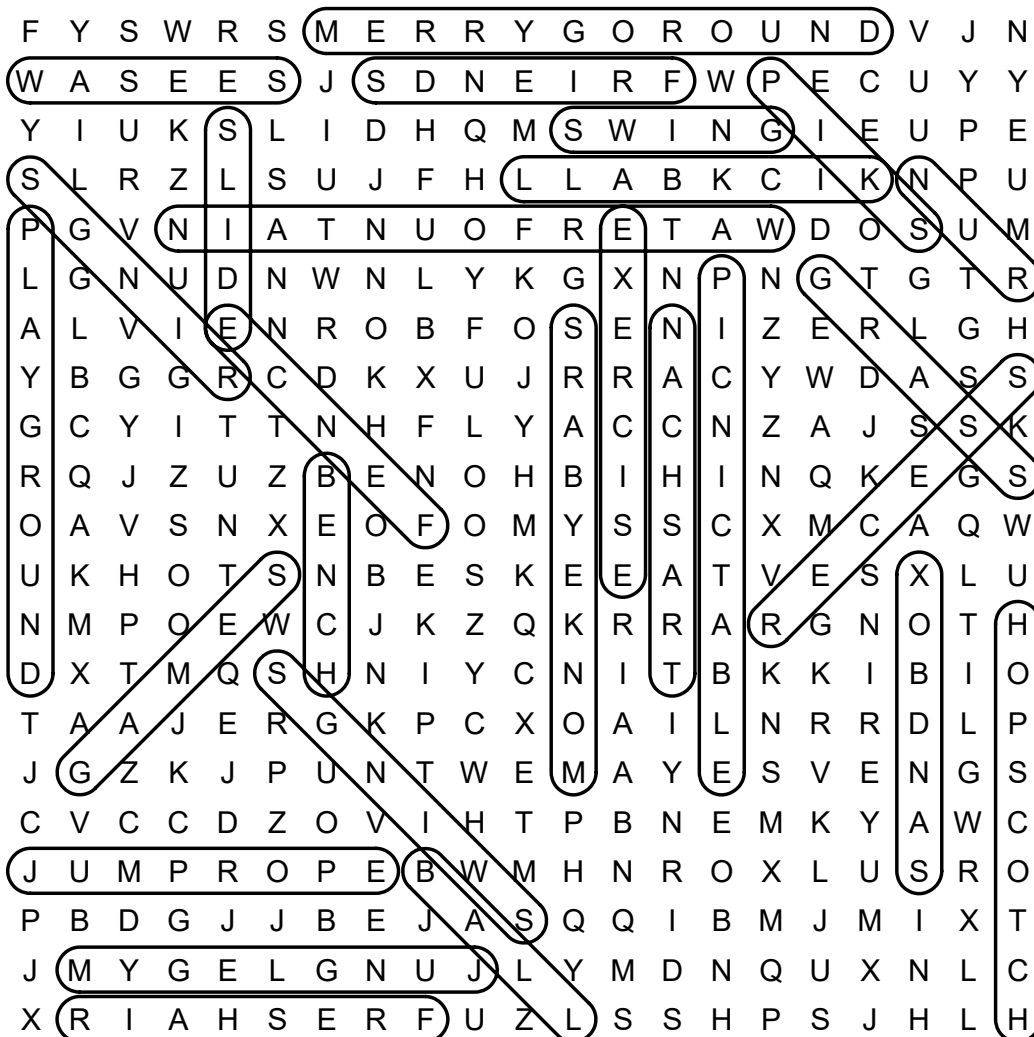 F Y S W R S M E R R Y G O R O U N D V J N
W A S E E S J S D N E I R F W P E C U Y Y
Y I U K S L I D H Q M S W I N G I E U P E
S L R Z L S U J F H L L A B K C I K N P U
P G V N I A T N U O F R E T A W D O S U M
L G N U D N W N L Y K G X N P N G T G T R
A L V I E N R O B F O S E N I Z E R L G H
Y B G G R C D K X U J R R A C Y W D A S S
G C Y I T T N H F L Y A C C N Z A J S S K
R Q J Z U Z B E N O H B I H I N Q K E G S
O A V S N X E O F O M Y S S C X M C A Q W
U K H O T S N B E S K E E A T V E S X L U
N M P O E W C J K Z Q K R R A R G N O T H
D X T M Q S H N I Y C N I T B K K I B I O
T A A J E R G K P C X O A I L N R R D L P
J G Z K J P U N T W E M A Y E S V E N G S
C V C C D Z O V I H T P B N E M K Y A W C
J U M P R O P E B W M H N R O X L U S R O
P B D G J J B E J A S Q Q I B M J M I X T
J M Y G E L G N U J L Y M D N Q U X N L C
X R I A H S E R F U Z L S S H P S J H L H